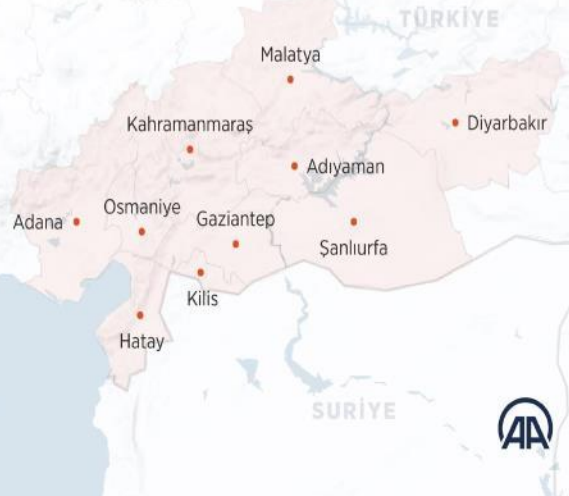 TÜRKİYE
Malatya
Kahramanmaraş
Diyarbakır
Adıyaman
Osmaniye
Gaziantep
Adana
Şanlıurfa
Kilis
Hatay
SURİYE
AA